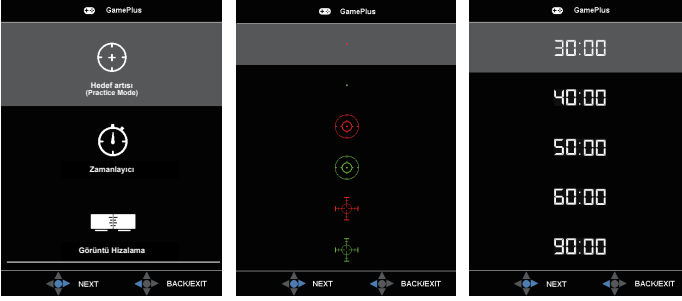 GamePlus
Hedef artısı
(Practice Mode)
Zamanlayıcı
Görüntü Hizalama
NEXT
BACK/EXIT
GamePlus
NEXT
BACK/EXIT
GamePlus
30:00
40:00
50:00
60:00
90:00
NEXT
BACK/EXIT